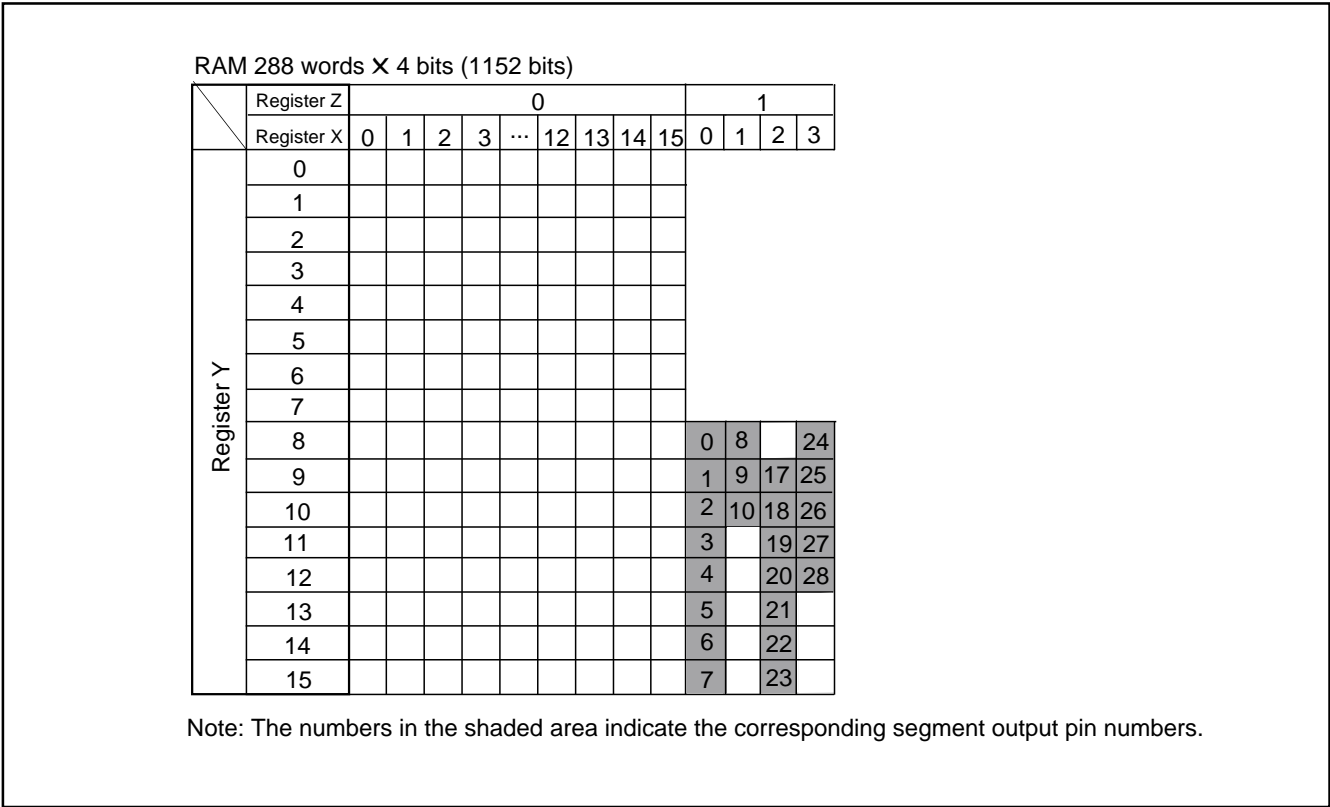 RAM 288 words X 4 bits (1152 bits)
Register Z 0 1
Register X 0 1 2 3 ... 12 13 14 15 0 1 2 3
Register Y
0
1
2
3
4
5
6
7
8 0 8 24
9 1 9 17 25
10 2 10 18 26
11 3 19 27
12 4 20 28
13 5 21
14 6 22
15 7 23
Note: The numbers in the shaded area indicate the corresponding segment output pin numbers.